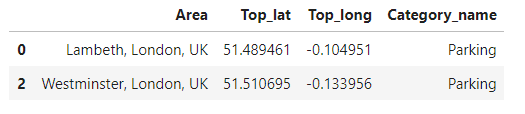 Area Top_lat Top_long Category_name
0 Lambeth, London, UK 51.489461 -0.104951 Parking
2 Westminster, London, UK 51.510695 -0.133956 Parking